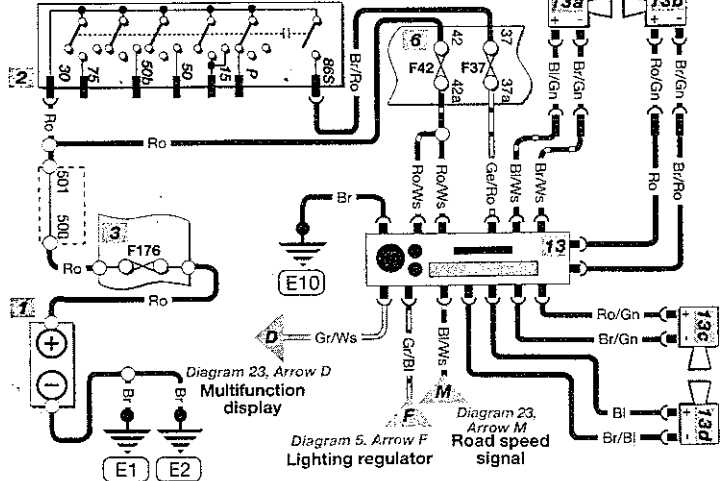 13a
13b
+ -
+ -
2
30
75
50b
50
15
P
86S
Br/Ro
6
42
37
F42
F37
42a
37a
Bl/Gn
Br/Gn
Ro/Gn
Br/Gn
Ro
Ro
501
500
Ro/Ws
Ro/Ws
Ge/Ro
Bl/Ws
Br/Ws
Ro
Br/Ro
3
F176
Ro
Ro
Br
E10
13
1
+
-
D
Gr/Ws
Gr/Bl
Bl/Ws
Ro/Gn
Br/Gn
+
-
13c
Diagram 23, Arrow D
Multifunction
display
M
F
Br
Br
E1
E2
Diagram 5. Arrow F
Lighting regulator
Diagram 23,
Arrow M
Road speed
signal
Bl
Br/Bl
+
-
13d